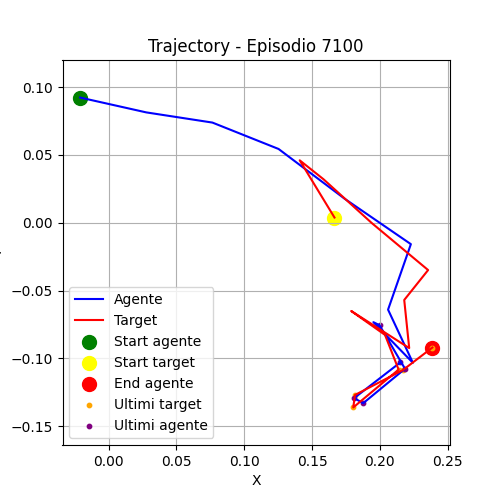 Trajectory - Episodio 7100
0.10
0.05
0.00
−0.05
−0.10
−0.15
Agente
Target
Start agente
Start target
End agente
Ultimi target
Ultimi agente
0.00 0.05 0.10 0.15 0.20 0.25
X